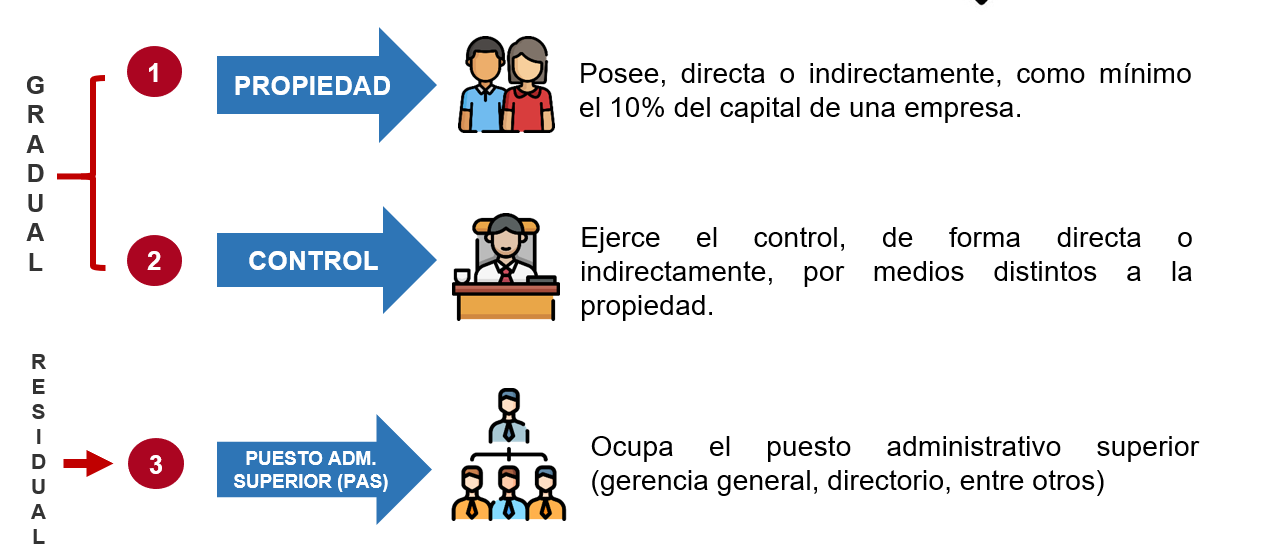 GRADUAL
1
PROPIEDAD
Posee, directa o indirectamente, como mínimo
el 10% del capital de una empresa.
2
CONTROL
Ejerce el control, de forma directa o
indirectamente, por medios distintos a la
propiedad.
RESIDUAL
3
PUESTO ADM.
SUPERIOR (PAS)
Ocupa el puesto administrativo superior
(gerencia general, directorio, entre otros)